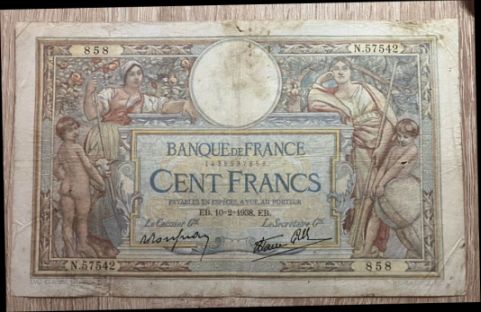 858 N.57542
BANQUE DE FRANCE
CENT FRANCS
PAYABLES EN ESPÈCES, A VUE, AU PORTEUR
EB. 10-2=1938. EB.
Le Caissier Gal. Le Secrétaire Gal.
N.57542 858